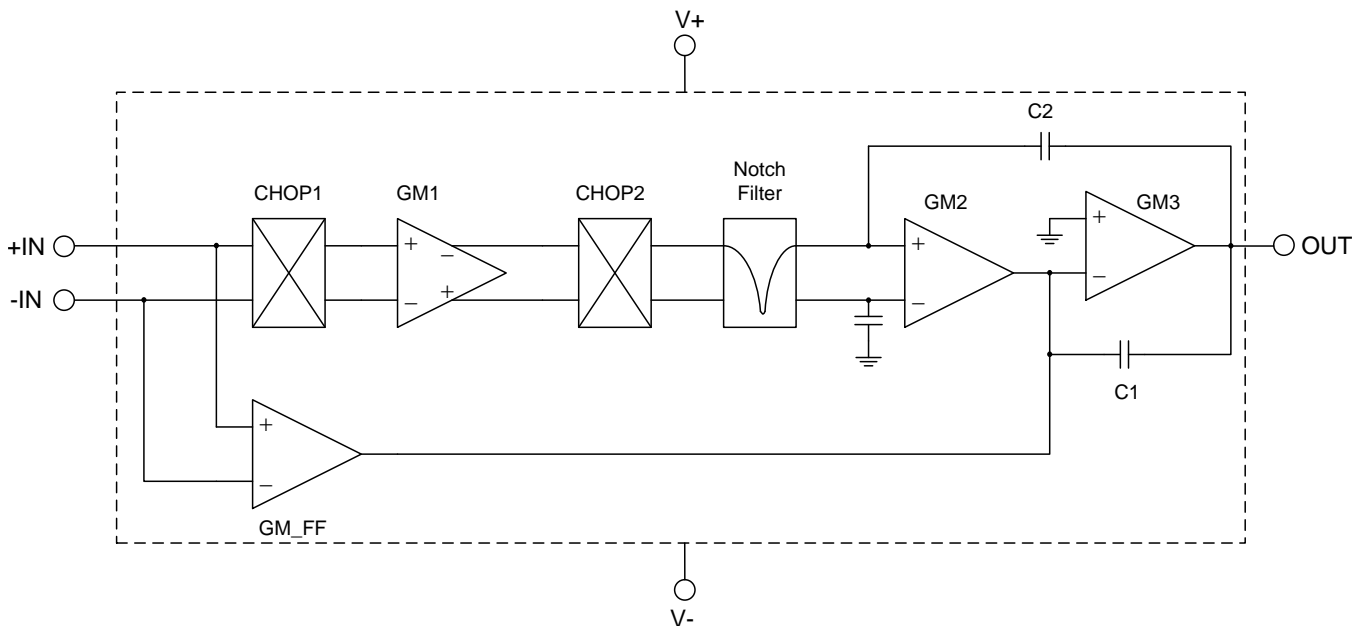 V+
C2
Notch
Filter
CHOP1
GM1
CHOP2
GM2
GM3
+IN
-IN
OUT
+
−
−
+
+
−
+
−
C1
+
−
GM_FF
V-